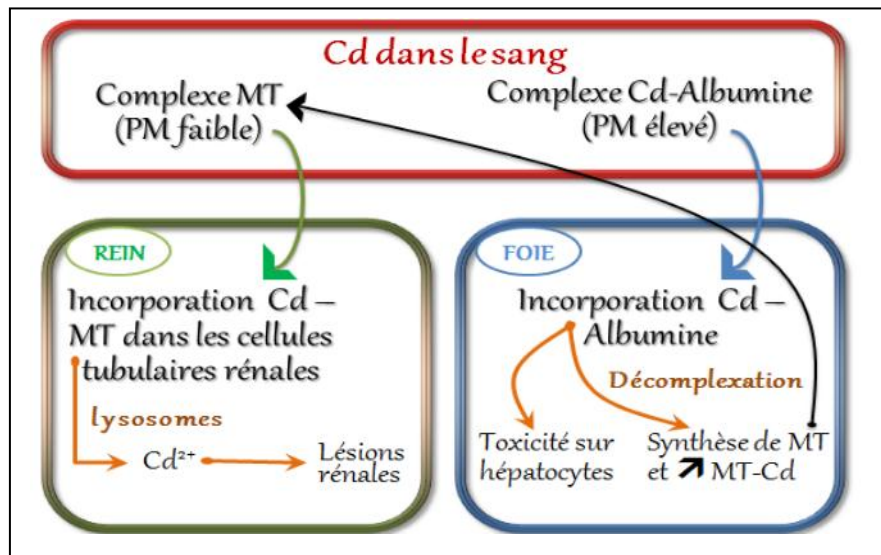 Cd dans le sang
Complexe MT
(PM faible)
Complexe Cd-Albumine
(PM élevé)
REIN
Incorporation Cd –
MT dans les cellules
tubulaires rénales
lysosomes
Cd²⁺
Lésions
rénales
FOIE
Incorporation Cd –
Albumine
Décomplexation
Toxicité sur
hépatocytes
Synthèse de MT
et ↗ MT-Cd